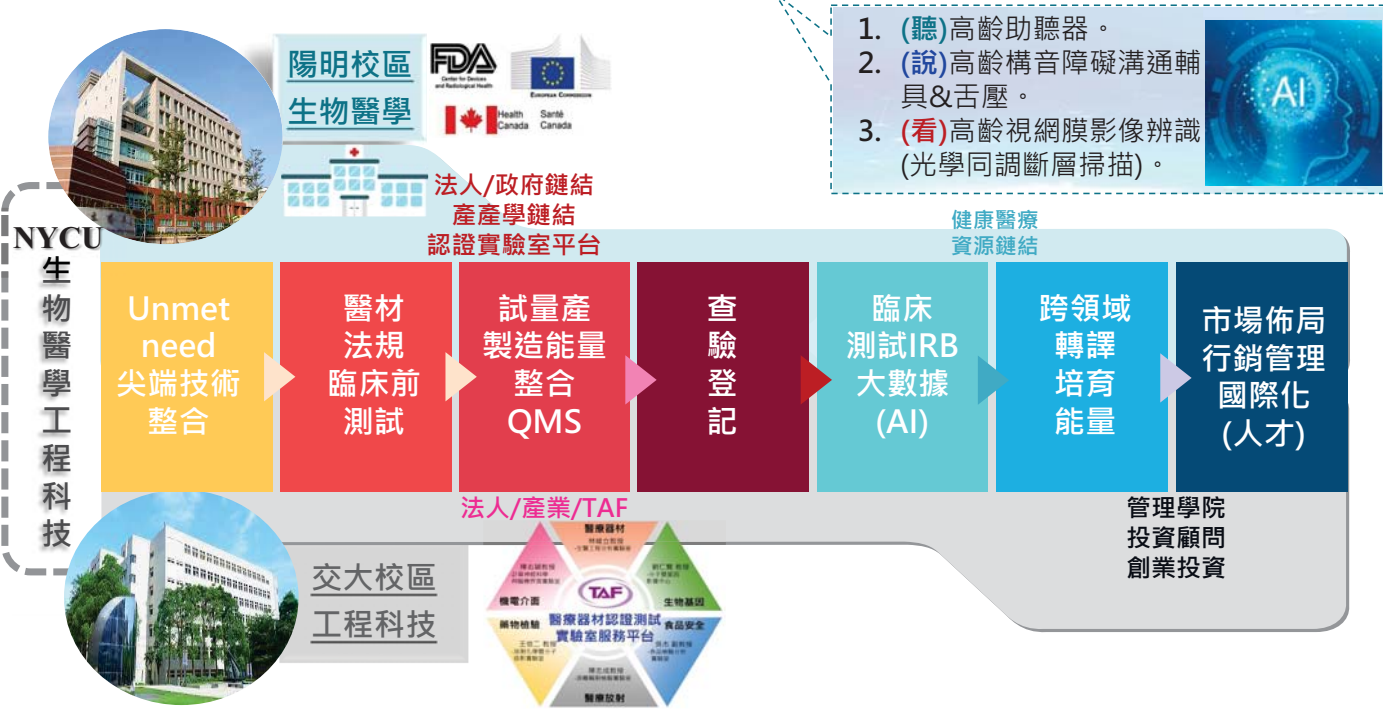 1. (聽)高齡助聽器。
2. (說)高齡構音障礙溝通輔
具&舌壓。
3. (看)高齡視網膜影像辨識
(光學同調斷層掃描)。
AI
陽明校區
生物醫學
FDA
Center for Devices
and Radiological Health
European Commission
Health Santé
Canada Canada
法人/政府鏈結
產產學鏈結
認證實驗室平台
健康醫療
資源鏈結
NYCU
生
物
醫
學
工
程
科
技
Unmet
need
尖端技術
整合
醫材
法規
臨床前
測試
試量產
製造能量
整合
QMS
查
驗
登
記
臨床
測試IRB
大數據
(AI)
跨領域
轉譯
培育
能量
市場佈局
行銷管理
國際化
(人才)
法人/產業/TAF
管理學院
投資顧問
創業投資
交大校區
工程科技
醫療器材
機電介面
TAF
生物基因
藥物檢驗
醫療器材認證測試
實驗室服務平台
食品安全
醫療放射